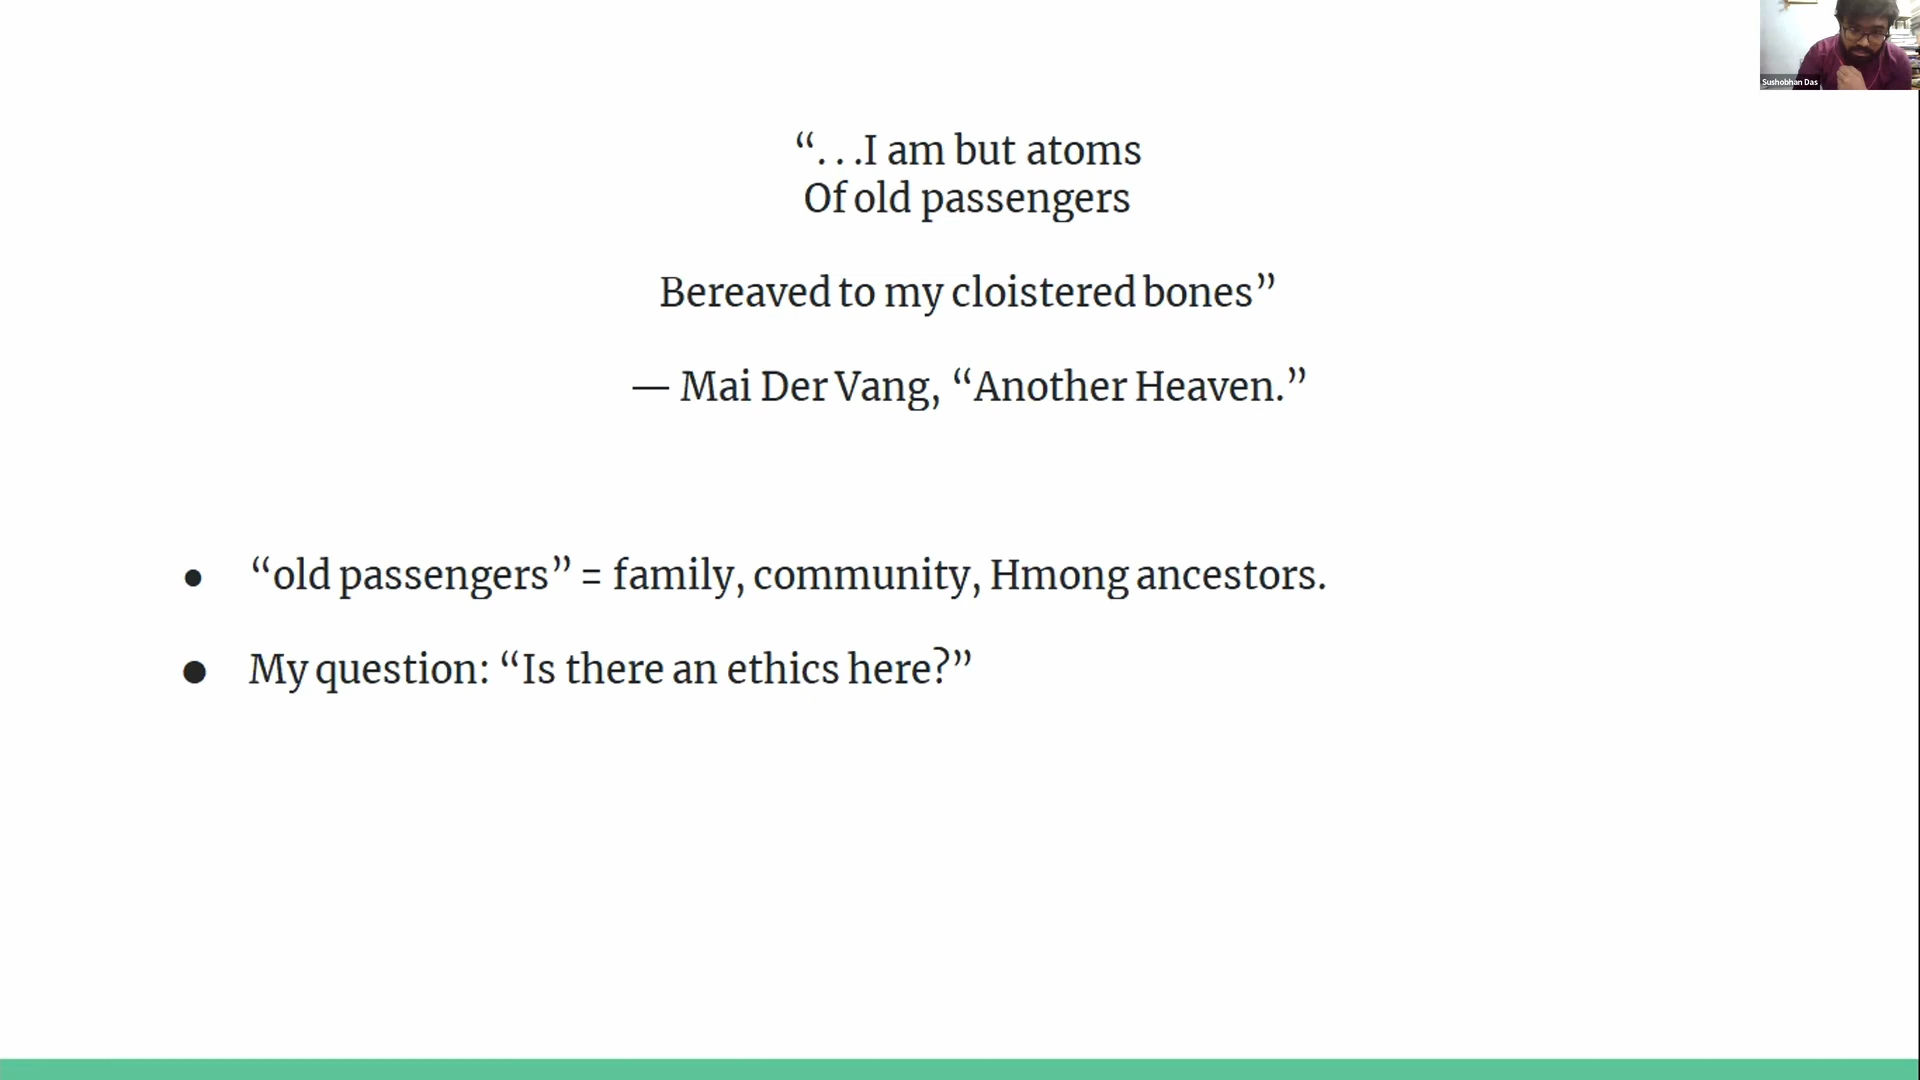 Sushobhan Das
“. . .I am but atoms
Of old passengers
Bereaved to my cloistered bones”
— Mai Der Vang, “Another Heaven.”
● “old passengers” = family, community, Hmong ancestors.
● My question: “Is there an ethics here?”